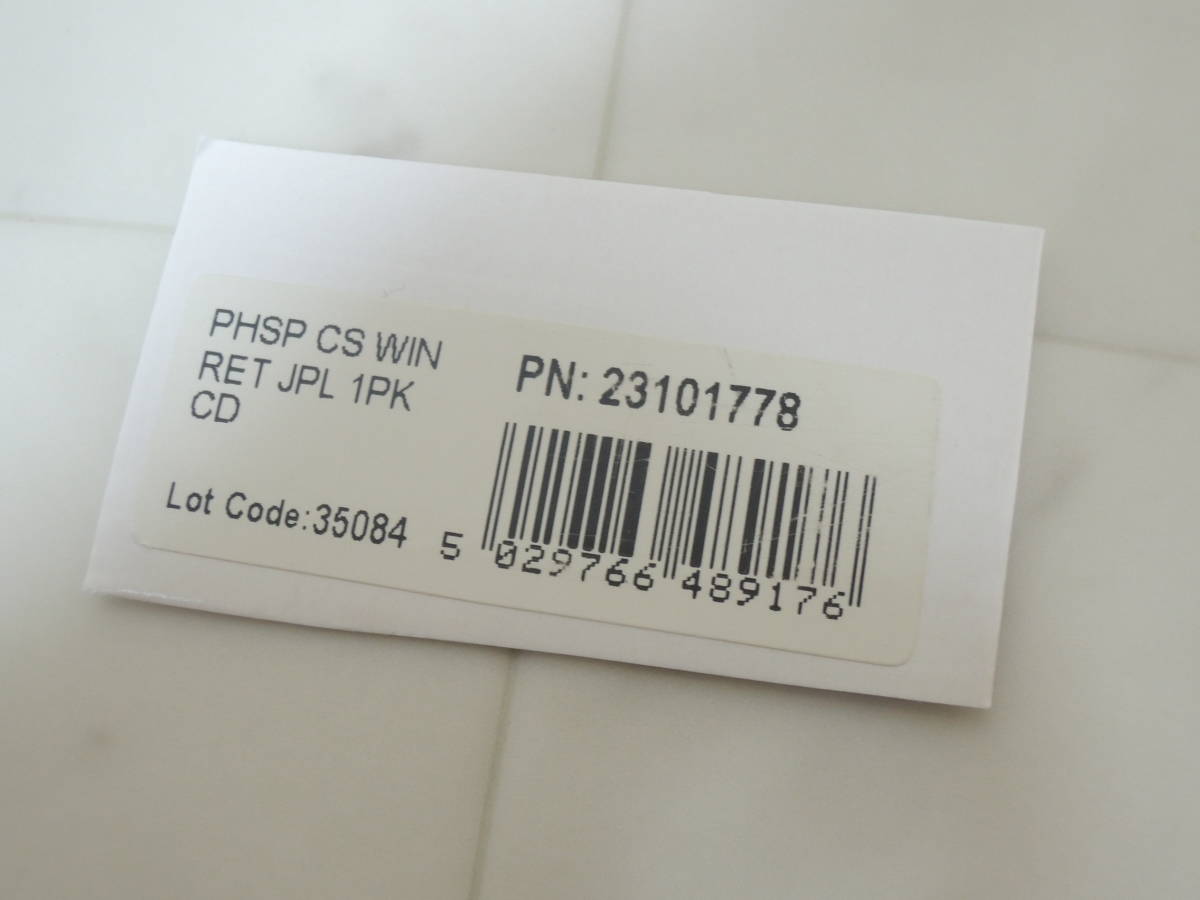 PHSP CS WIN
RET JPL 1PK
CD
PN: 23101778
Lot Code:35084
5 029766 489176